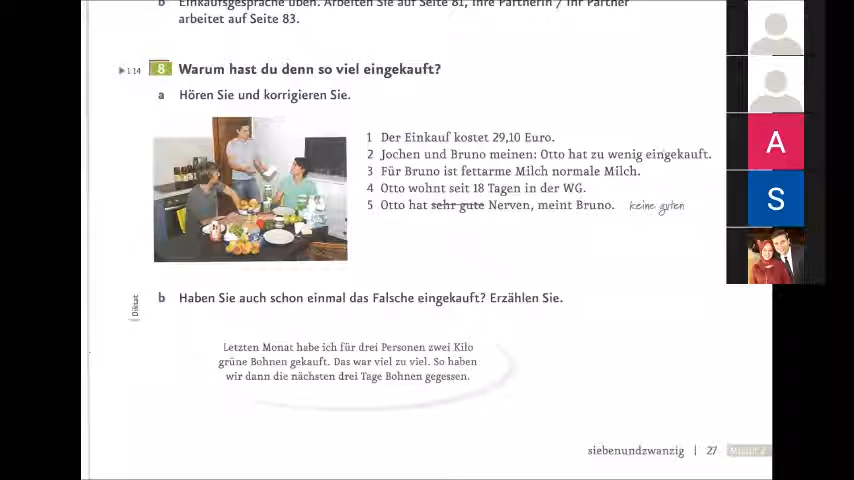 b Einkaufsgespräche üben. Arbeiten Sie auf Seite 81, Ihre Partnerin / Ihr Partner
arbeitet auf Seite 83.
▶ 1.14 8 Warum hast du denn so viel eingekauft?
a Hören Sie und korrigieren Sie.
1 Der Einkauf kostet 29,10 Euro.
2 Jochen und Bruno meinen: Otto hat zu wenig eingekauft.
3 Für Bruno ist fettarme Milch normale Milch.
4 Otto wohnt seit 18 Tagen in der WG.
5 Otto hat sehr gute Nerven, meint Bruno. keine guten
Diktat
b Haben Sie auch schon einmal das Falsche eingekauft? Erzählen Sie.
Letzten Monat habe ich für drei Personen zwei Kilo
grüne Bohnen gekauft. Das war viel zu viel. So haben
wir dann die nächsten drei Tage Bohnen gegessen.
siebenundzwanzig | 27
A
S